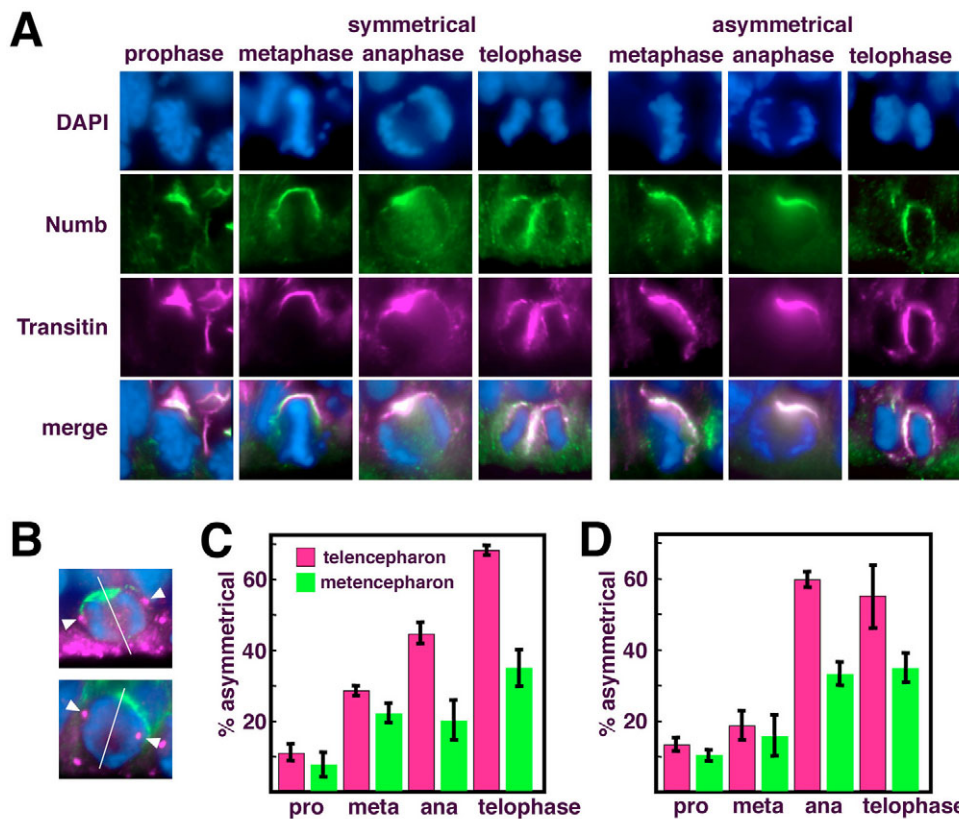 A
symmetrical
asymmetrical
prophase metaphase anaphase telophase
metaphase anaphase telophase
DAPI
Numb
Transitin
merge
B
C
telencepharon
metencepharon
% asymmetrical
60
40
20
pro meta ana telophase
D
% asymmetrical
60
40
20
pro meta ana telophase